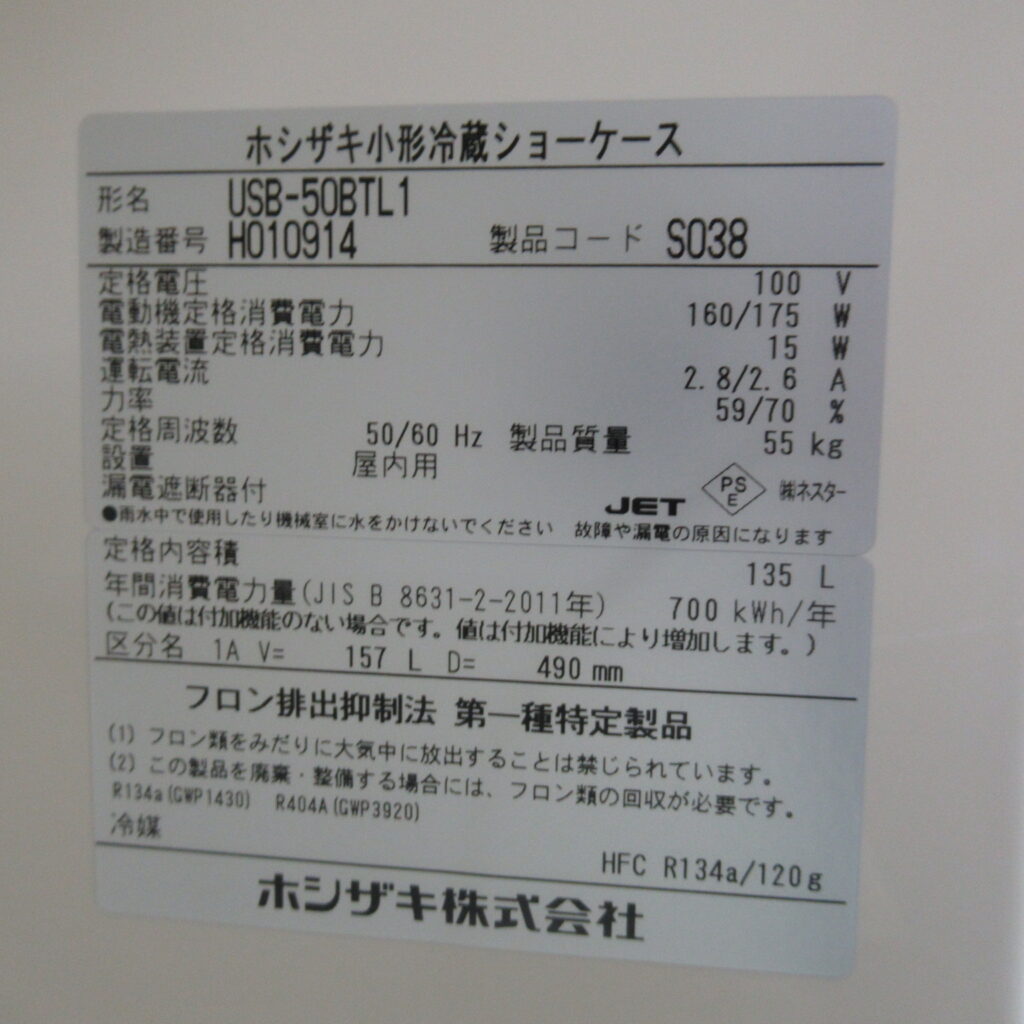 ホシザキ小形冷蔵ショーケース
形名 USB-50BTL1
製造番号 H010914 製品コード S038
定格電圧 100 V
電動機定格消費電力 160/175 W
電熱装置定格消費電力 15 W
運転電流 2.8/2.6 A
力率 59/70 %
定格周波数 50/60 Hz 製品質量 55 kg
設置 屋内用
漏電遮断器付 JET PSE ㈱ネスター
●雨水中で使用したり機械室に水をかけないでください 故障や漏電の原因になります
定格内容積 135 L
年間消費電力量(JIS B 8631-2-2011年) 700 kWh/年
(この値は付加機能のない場合です。値は付加機能により増加します。)
区分名 1A V= 157 L D= 490 mm
フロン排出抑制法 第一種特定製品
(1) フロン類をみだりに大気中に放出することは禁じられています。
(2) この製品を廃棄・整備する場合には、フロン類の回収が必要です。
R134a(GWP1430) R404A(GWP3920)
冷媒 HFC R134a/120g
ホシザキ株式会社